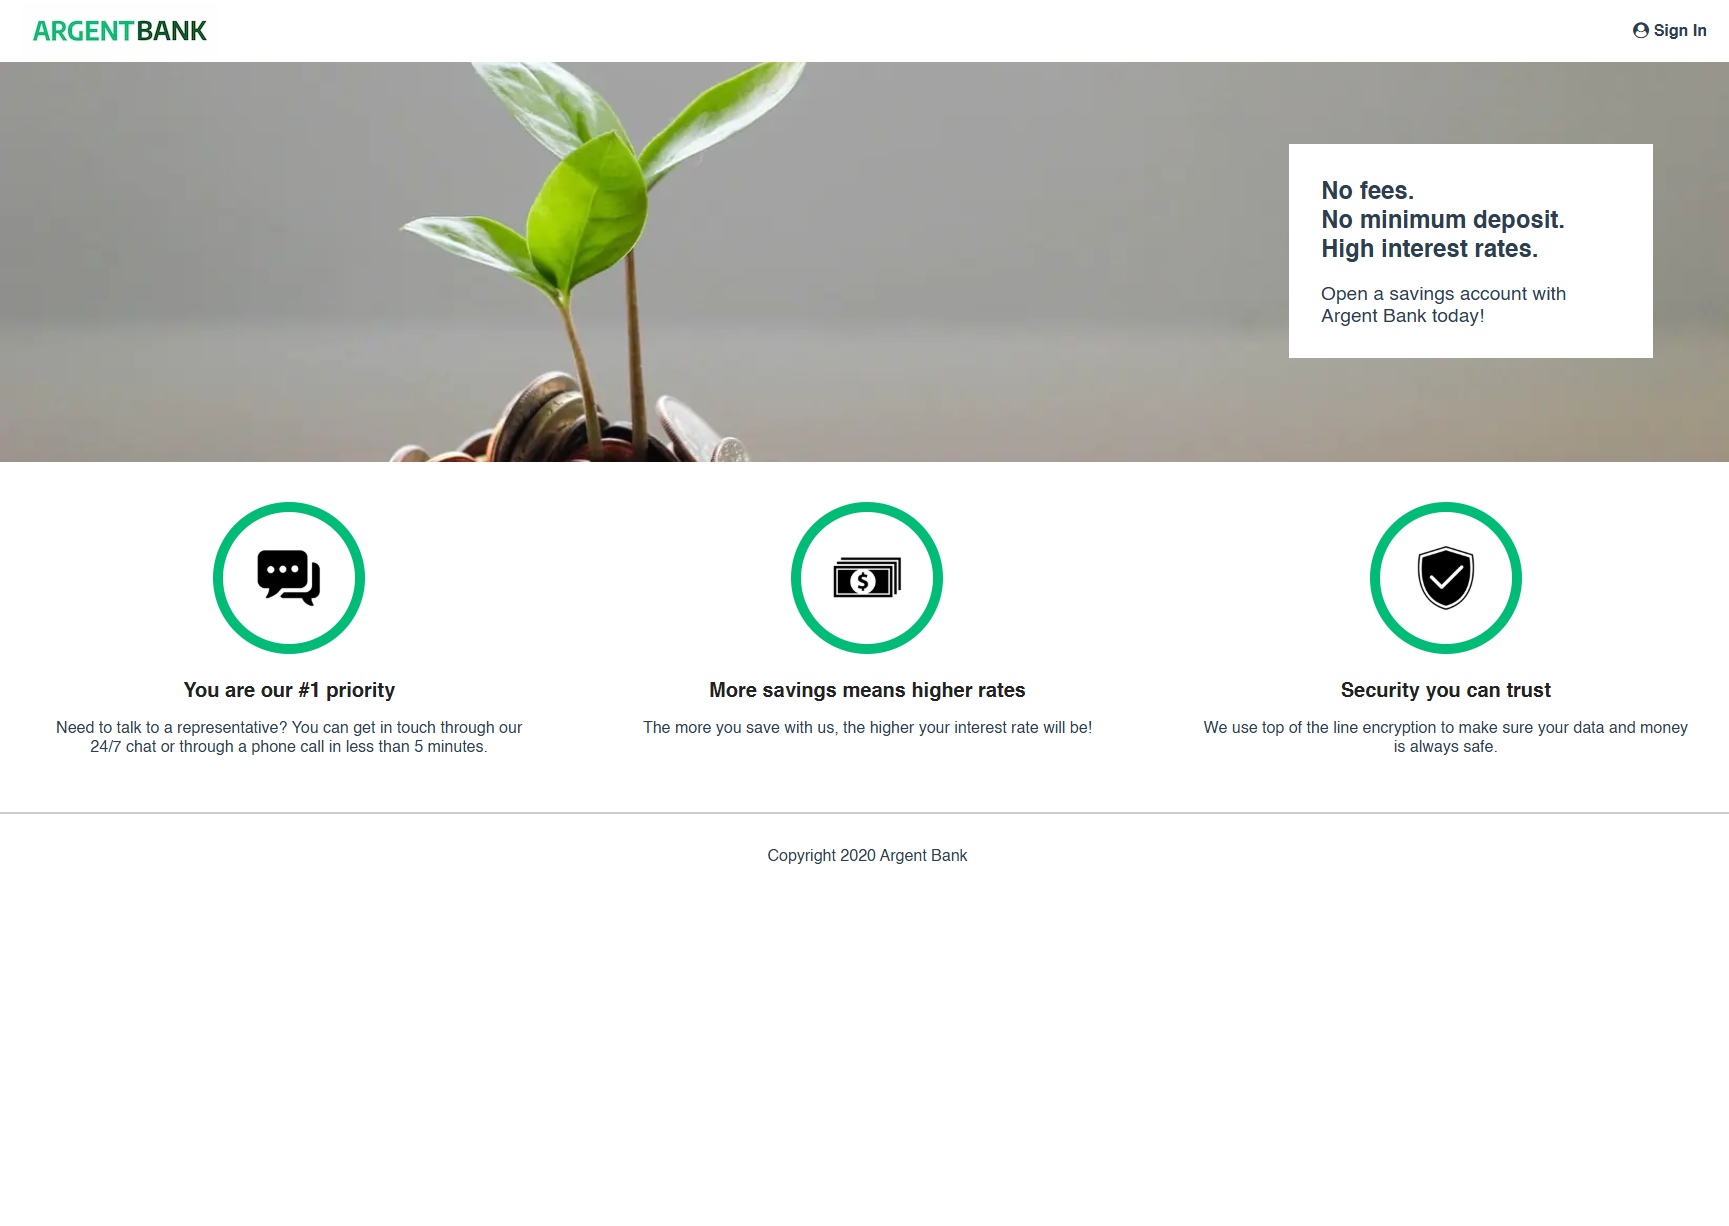 ARGENTBANK
Sign In
No fees.
No minimum deposit.
High interest rates.
Open a savings account with
Argent Bank today!
You are our #1 priority
Need to talk to a representative? You can get in touch through our
24/7 chat or through a phone call in less than 5 minutes.
$
More savings means higher rates
The more you save with us, the higher your interest rate will be!
Security you can trust
We use top of the line encryption to make sure your data and money
is always safe.
Copyright 2020 Argent Bank